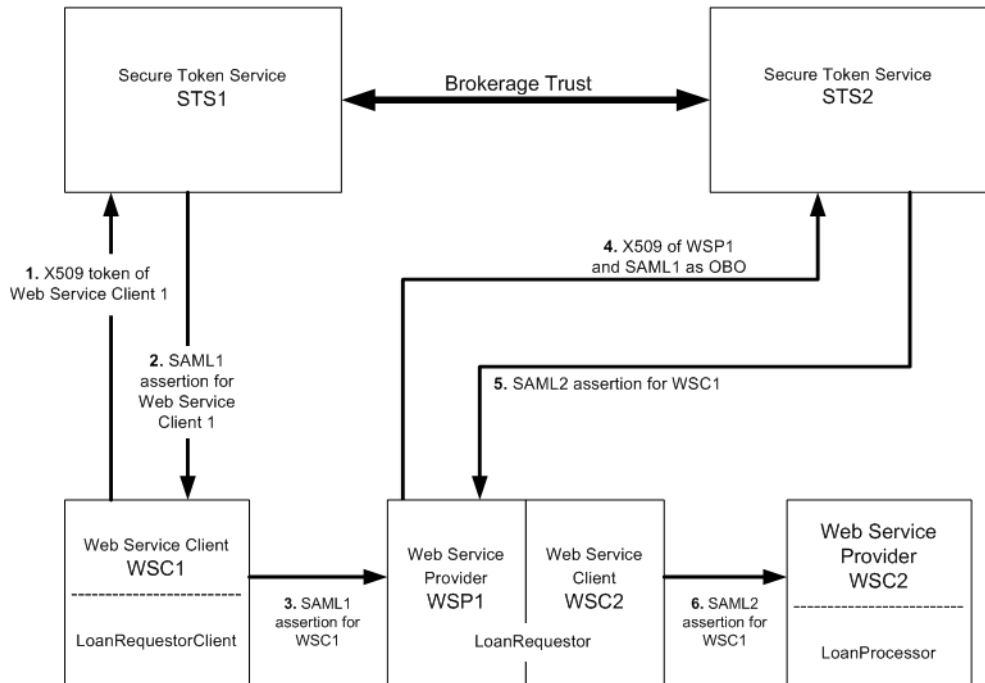 Secure Token Service
STS1
Brokerage Trust
Secure Token Service
STS2
1. X509 token of
Web Service Client 1
2. SAML1
assertion for
Web Service
Client 1
4. X509 of WSP1
and SAML1 as OBO
5. SAML2 assertion for WSC1
Web Service Client
WSC1
LoanRequestorClient
3. SAML1
assertion for
WSC1
Web Service
Provider
WSP1
Web Service
Client
WSC2
LoanRequestor
6. SAML2
assertion for
WSC1
Web Service
Provider
WSC2
LoanProcessor